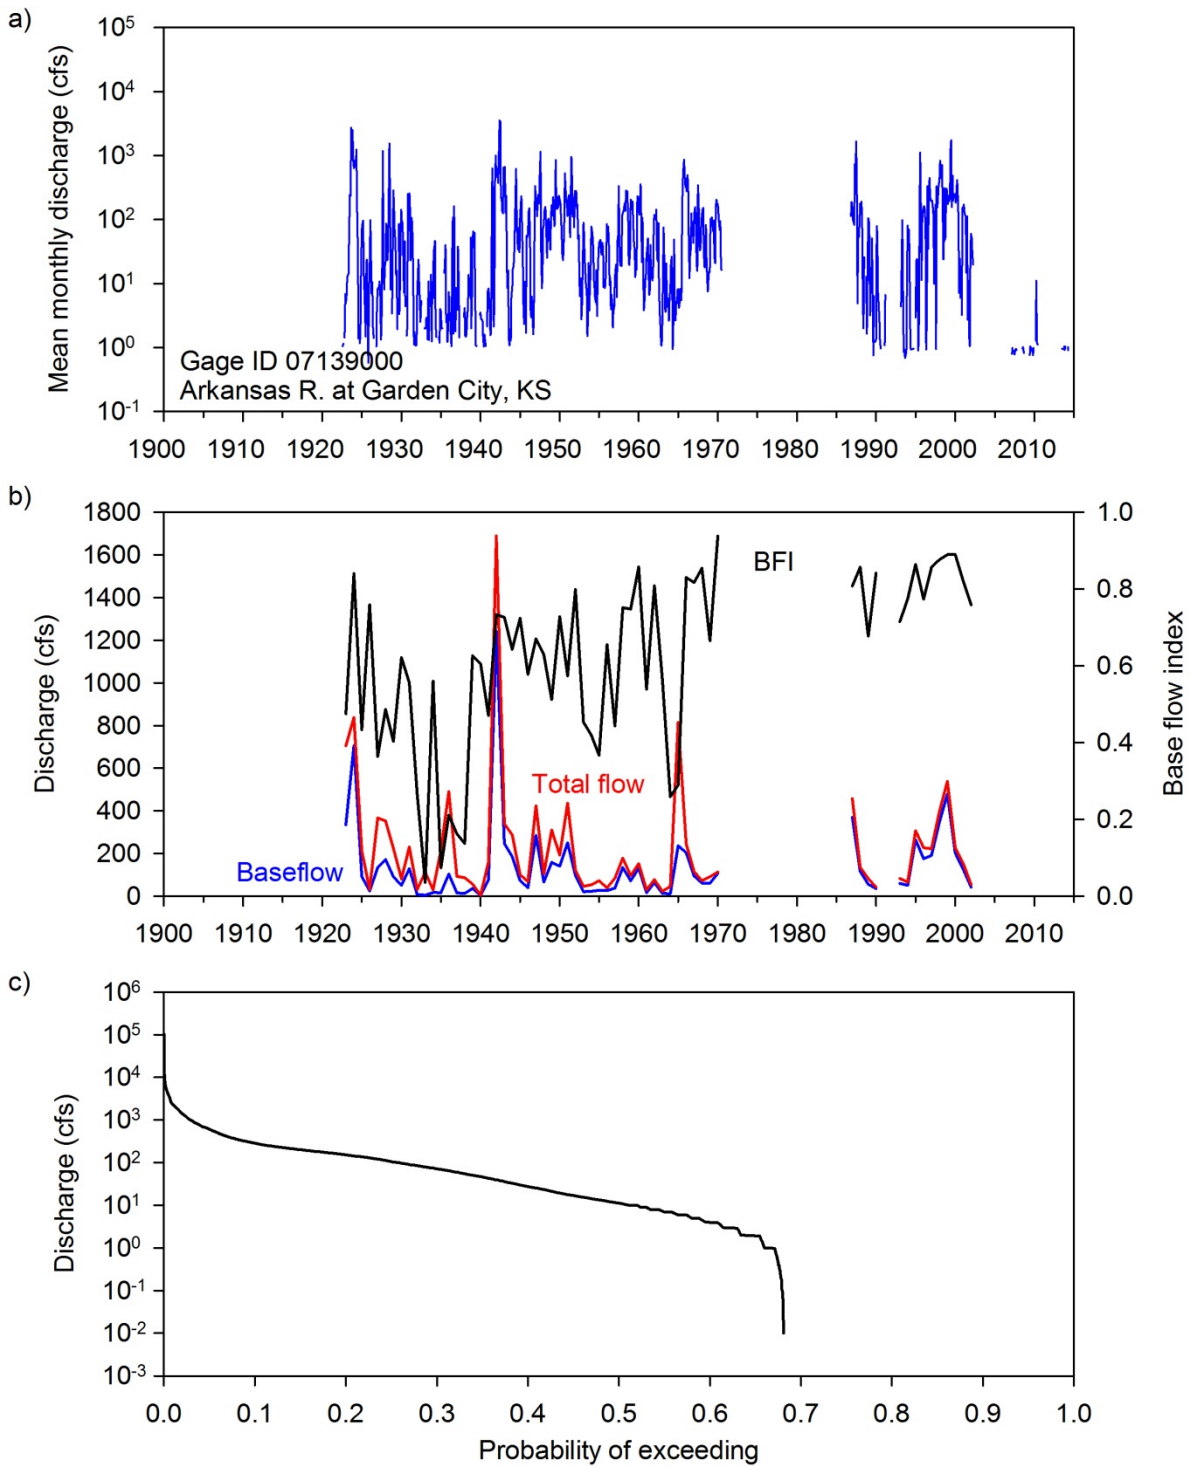 a)
Mean monthly discharge (cfs)
10^5
10^4
10^3
10^2
10^1
10^0
10^-1
Gage ID 07139000
Arkansas R. at Garden City, KS
1900 1910 1920 1930 1940 1950 1960 1970 1980 1990 2000 2010
b)
Discharge (cfs)
1800
1600
1400
1200
1000
800
600
400
200
0
BFI
Total flow
Baseflow
1.0
0.8
0.6
0.4
0.2
0.0
Base flow index
1900 1910 1920 1930 1940 1950 1960 1970 1980 1990 2000 2010
c)
Discharge (cfs)
10^6
10^5
10^4
10^3
10^2
10^1
10^0
10^-1
10^-2
10^-3
0.0 0.1 0.2 0.3 0.4 0.5 0.6 0.7 0.8 0.9 1.0
Probability of exceeding